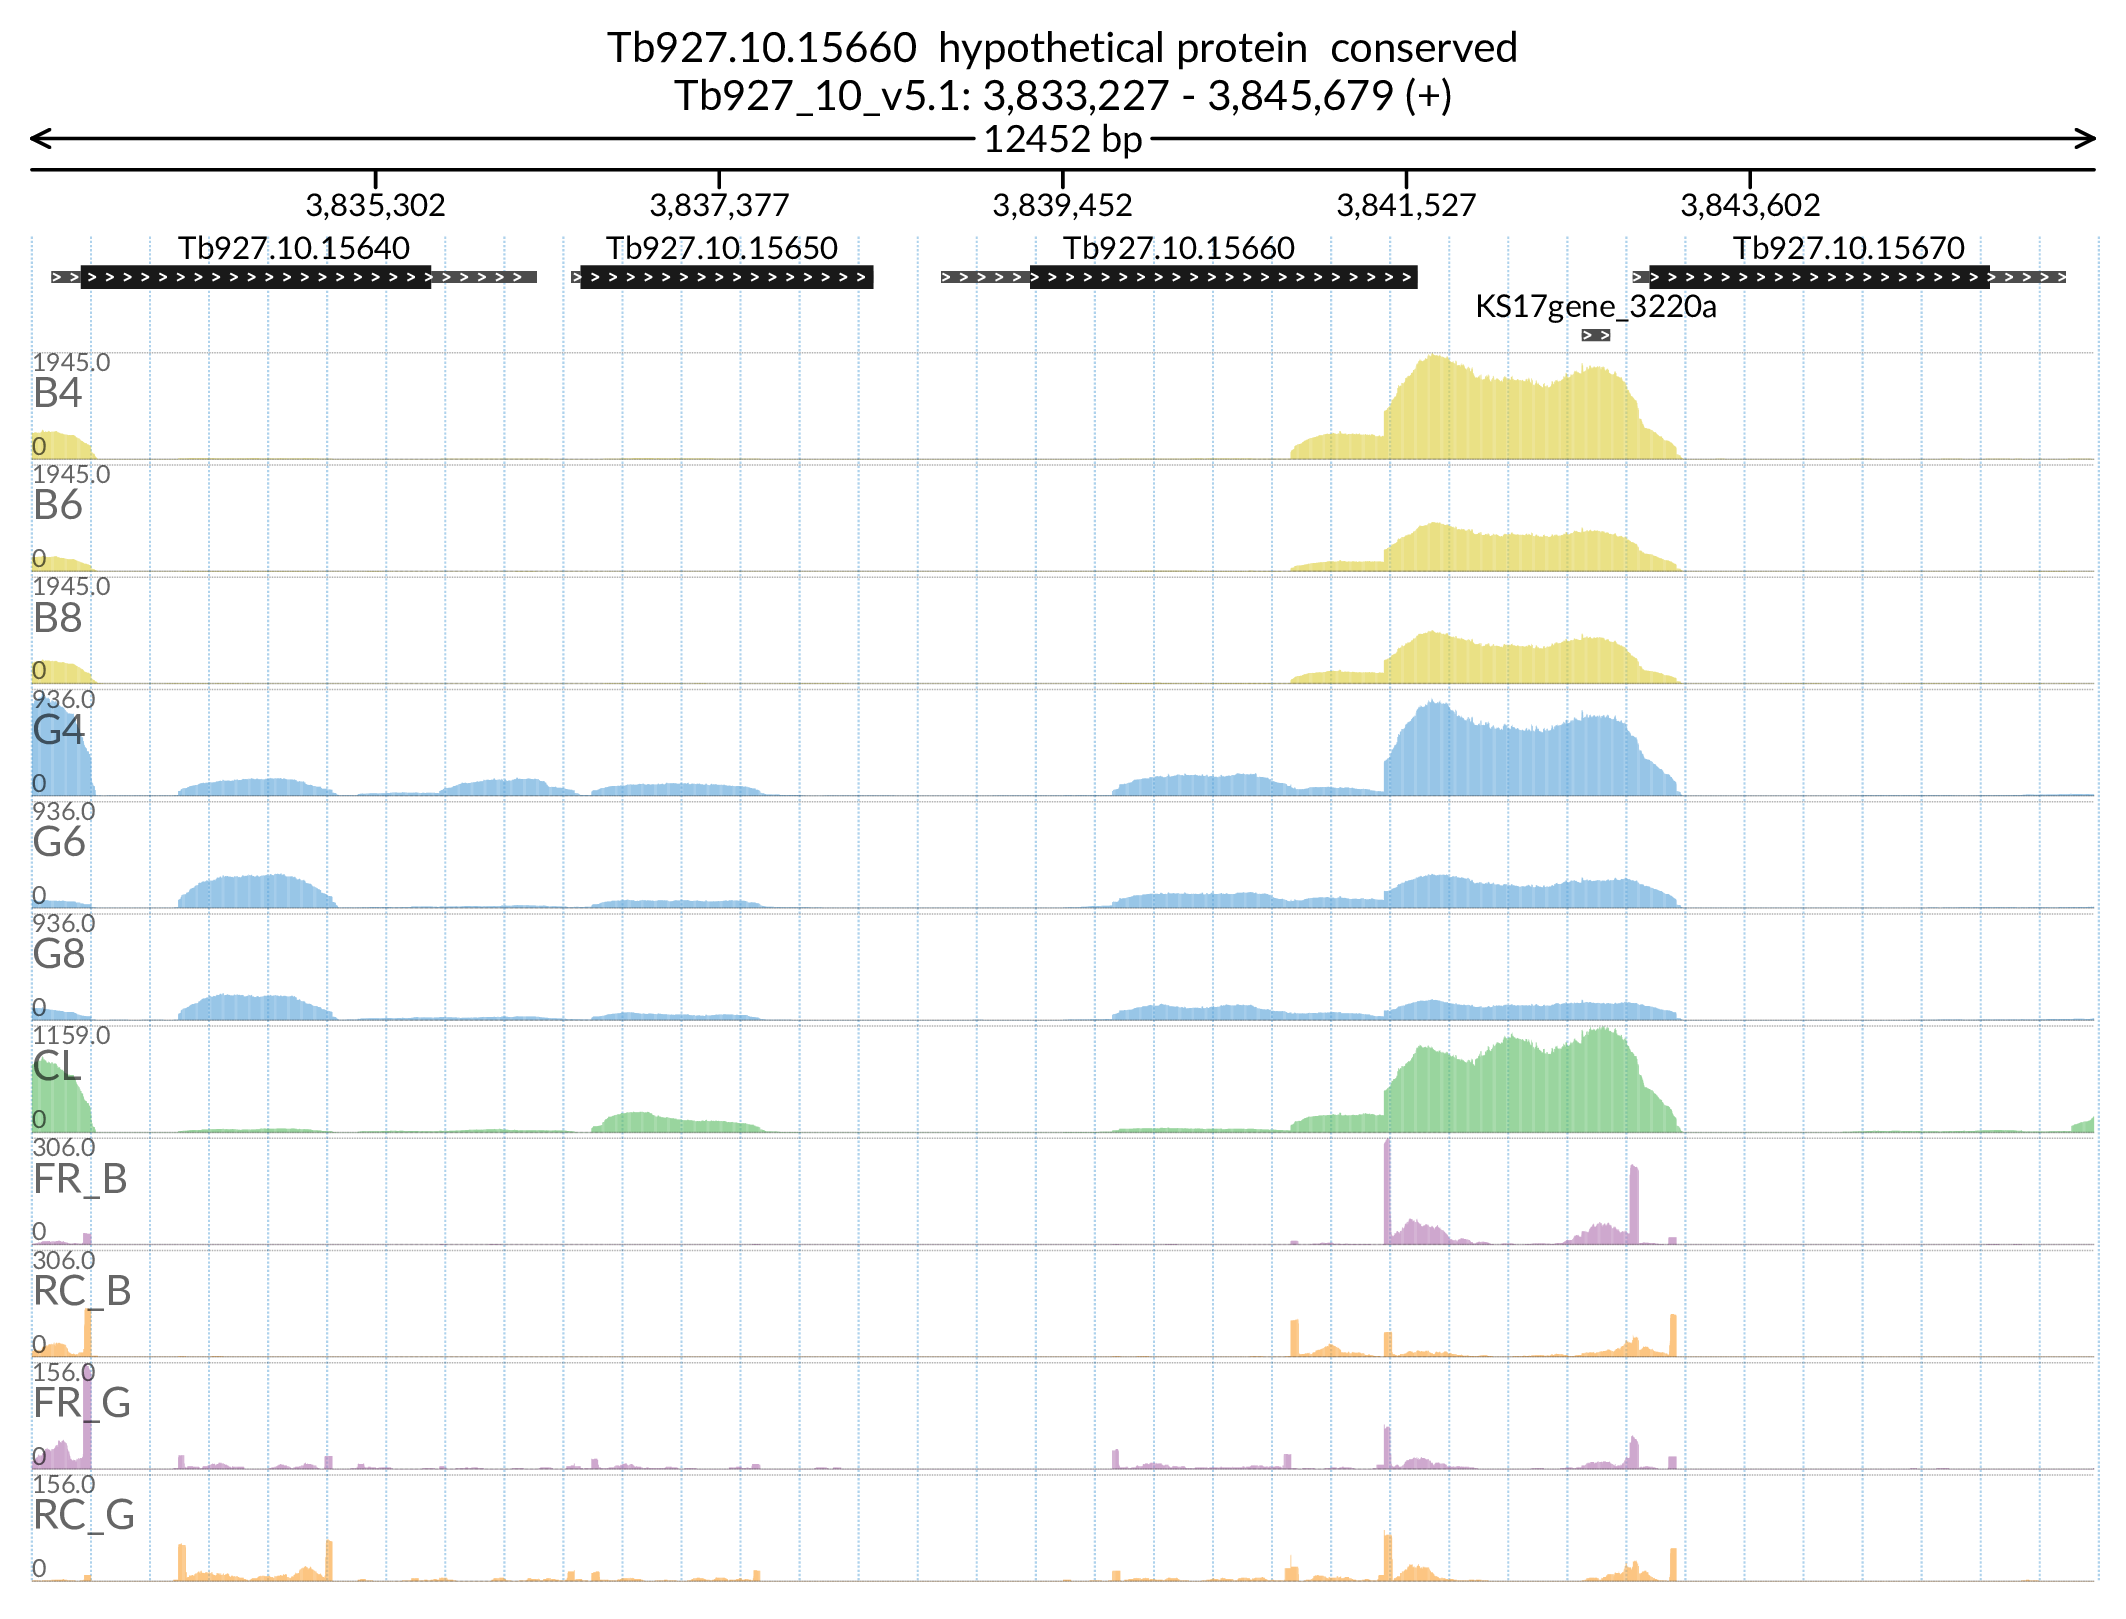 Tb927.10.15660 hypothetical protein conserved
Tb927_10_v5.1: 3,833,227 - 3,845,679 (+)
12452 bp
3,835,302 3,837,377 3,839,452 3,841,527 3,843,602
Tb927.10.15640 Tb927.10.15650 Tb927.10.15660 Tb927.10.15670
KS17gene_3220a
1945.0
B4
0
1945.0
B6
0
1945.0
B8
0
936.0
G4
0
936.0
G6
0
936.0
G8
0
1159.0
CL
0
306.0
FR_B
0
306.0
RC_B
0
156.0
FR_G
0
156.0
RC_G
0